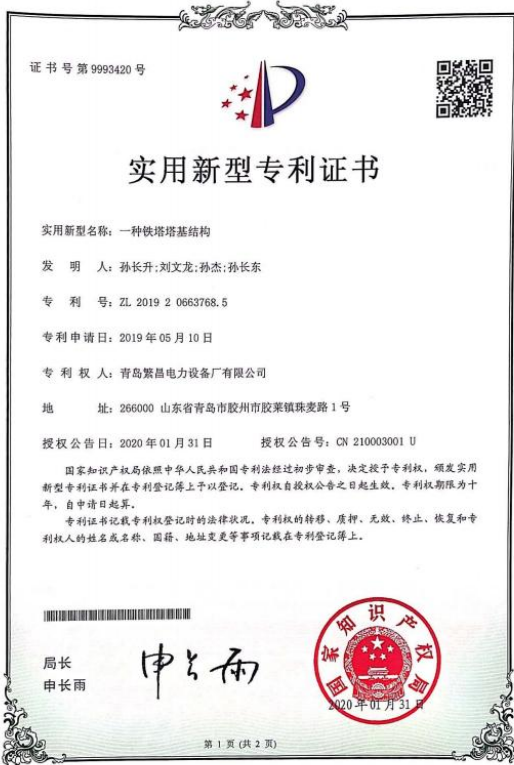 证书号第9993420号
实用新型专利证书
实用新型名称：一种铁塔塔基结构
发明人：孙长升;刘文龙;孙杰;孙长东
专利号：ZL 2019 2 0663768.5
专利申请日：2019年05月10日
专利权人：青岛繁昌电力设备厂有限公司
地址：266000 山东省青岛市胶州市胶莱镇珠麦路1号
授权公告日：2020年01月31日 授权公告号：CN 210003001 U
国家知识产权局依照中华人民共和国专利法经过初步审查，决定授予专利权，颁发实用
新型专利证书并在专利登记簿上予以登记。专利权自授权公告之日起生效。专利权期限为十
年，自申请日起算。
专利证书记载专利权登记时的法律状况。专利权的转移、质押、无效、终止、恢复和专
利权人的姓名或名称、国籍、地址变更等事项记载在专利登记簿上。
局长
申长雨
申长雨
国家知识产权局
2020年01月31日
第 1 页 (共 2 页)